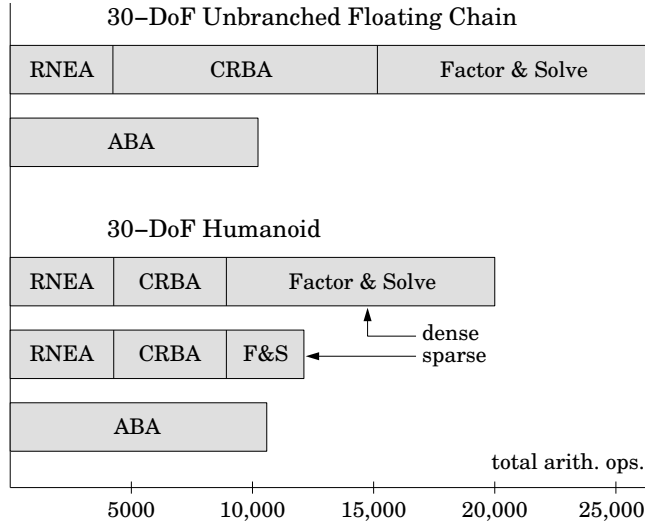 30−DoF Unbranched Floating Chain
RNEA CRBA Factor & Solve
ABA
30−DoF Humanoid
RNEA CRBA Factor & Solve
dense
RNEA CRBA F&S sparse
ABA
total arith. ops.
5000 10,000 15,000 20,000 25,000